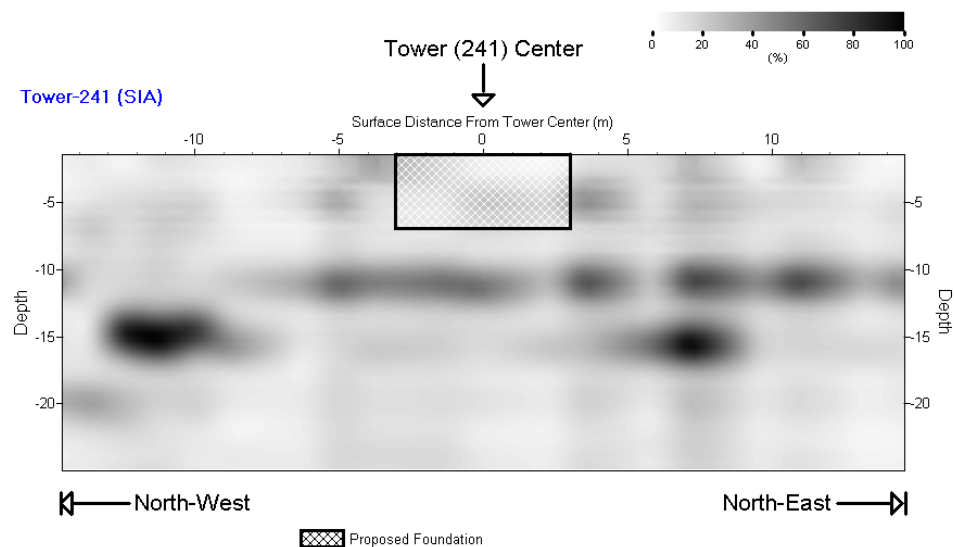 0 20 40 60 80 100
(%)
Tower (241) Center
Tower-241 (SIA)
Surface Distance From Tower Center (m)
-10 -5 0 5 10
-5 -5
-10 -10
Depth Depth
-15 -15
-20 -20
North-West North-East
Proposed Foundation